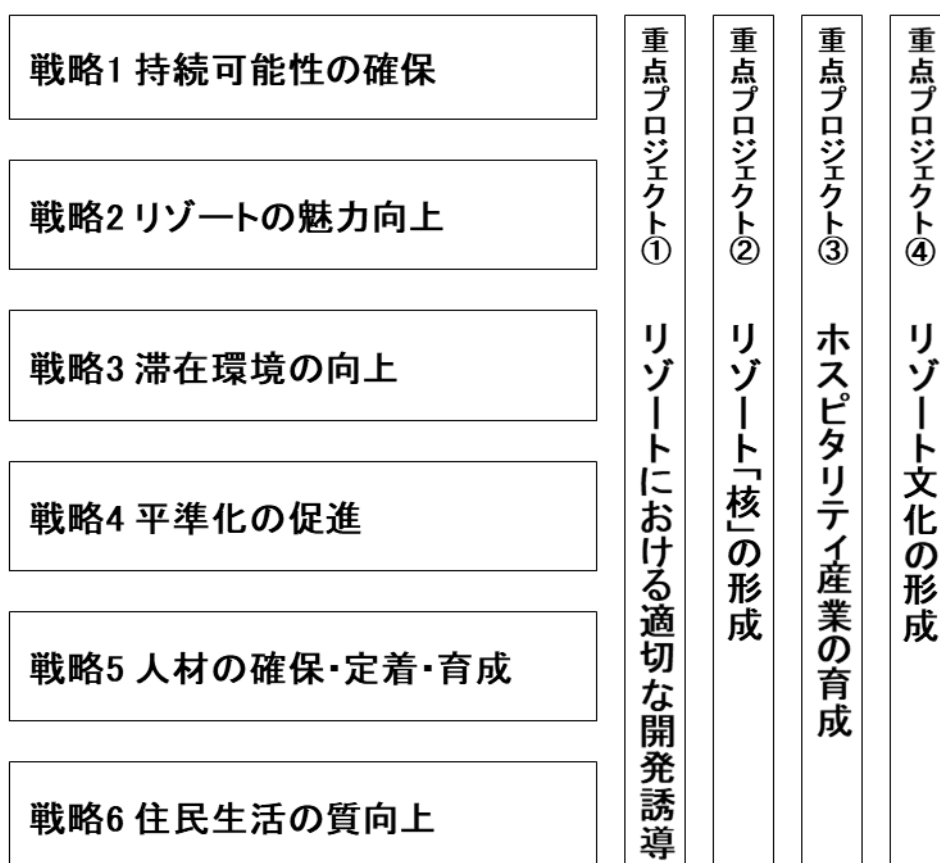 戦略1 持続可能性の確保
戦略2 リゾートの魅力向上
戦略3 滞在環境の向上
戦略4 平準化の促進
戦略5 人材の確保・定着・育成
戦略6 住民生活の質向上
重点プロジェクト① リゾートにおける適切な開発誘導
重点プロジェクト② リゾート「核」の形成
重点プロジェクト③ ホスピタリティ産業の育成
重点プロジェクト④ リゾート文化の形成